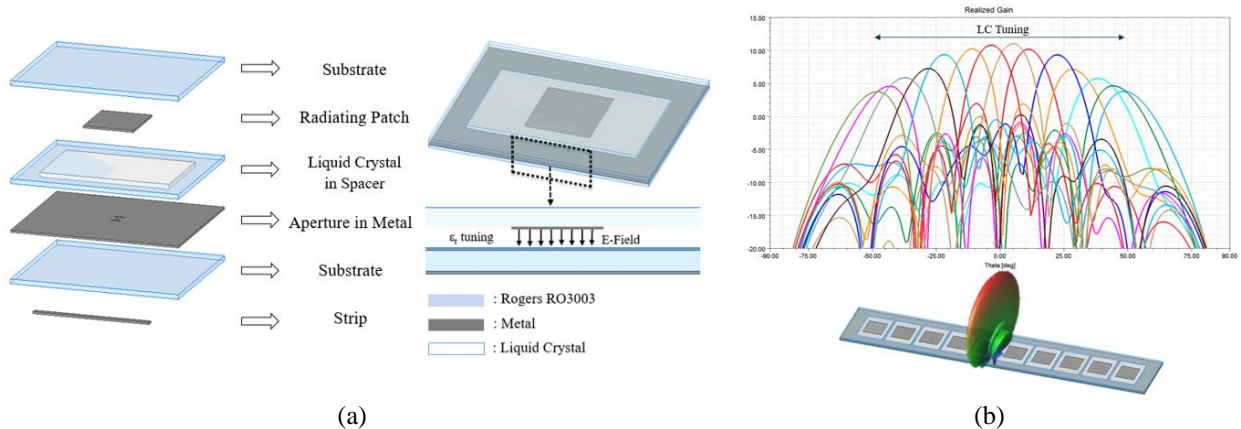 Substrate
Radiating Patch
Liquid Crystal
in Spacer
Aperture in Metal
Substrate
Strip
εr tuning
E-Field
: Rogers RO3003
: Metal
: Liquid Crystal
(a)
Realized Gain
LC Tuning
15.00
10.00
5.00
0.00
-5.00
-10.00
-15.00
-20.00
-90.00 -75.00 -50.00 -25.00 0.00 25.00 50.00 75.00 90.00
Theta [deg]
(b)